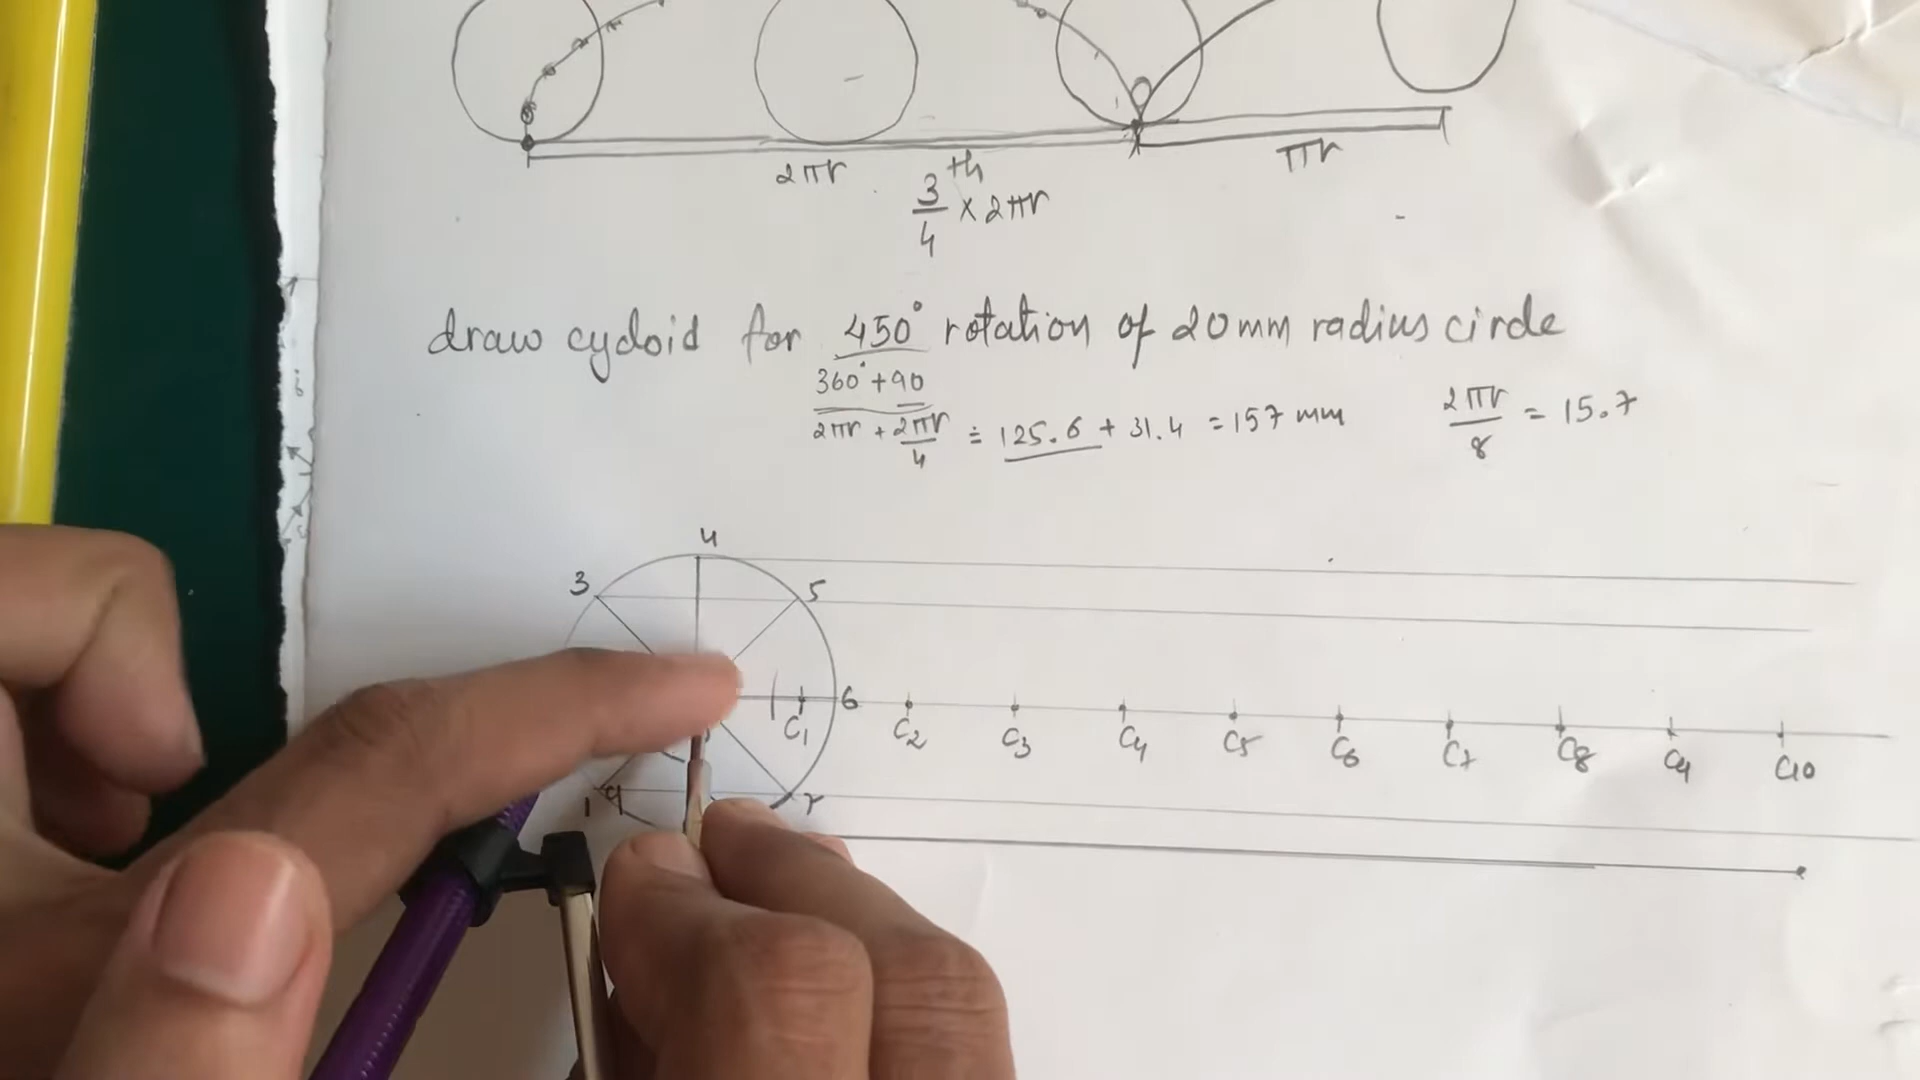 2πr
πr
3/4 th × 2πr
draw cycloid for 450° rotation of 20mm radius circle
360° + 90
2πr + 2πr/4 = 125.6 + 31.4 = 157 mm
2πr/8 = 15.7
4
3
5
6
C1 C2 C3 C4 C5 C6 C7 C8 C9 C10
1 9
7